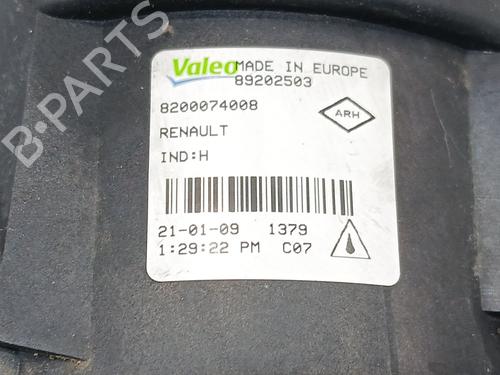 Valeo MADE IN EUROPE
89202503
8200074008
ARH
RENAULT
IND:H
21-01-09 1379
1:29:22 PM C07
B-PARTS